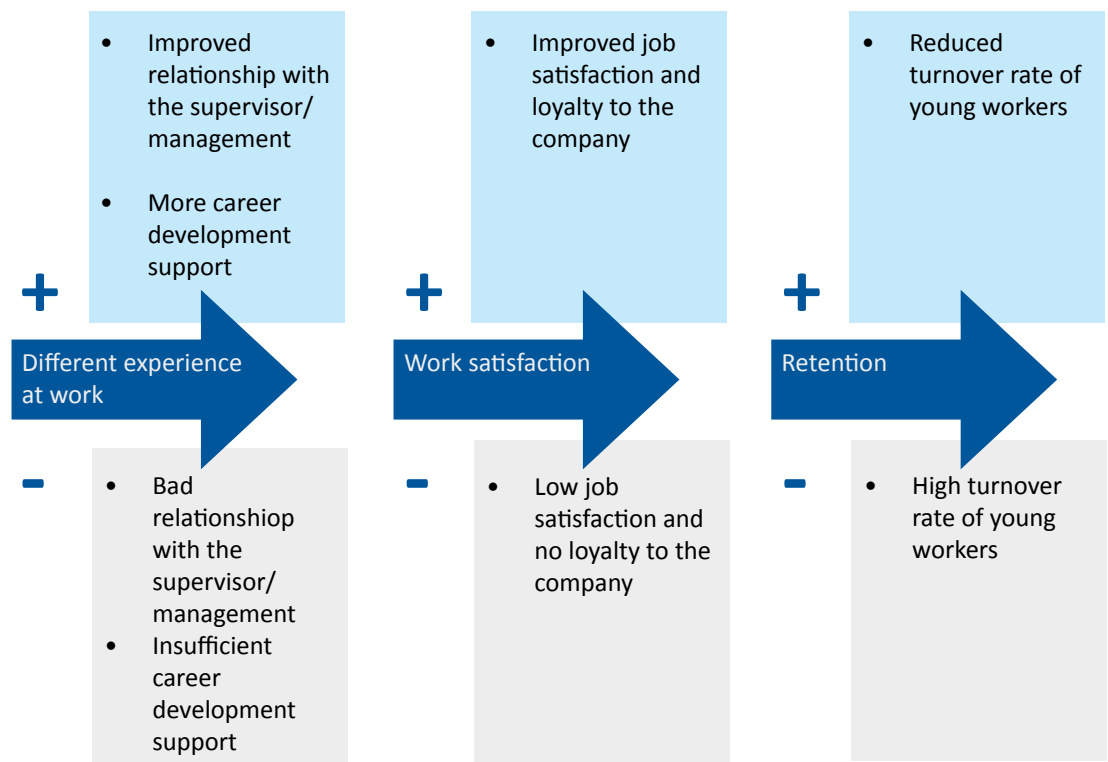 • Improved
relationship with
the supervisor/
management
• More career
development
support
+
Different experience
at work
-
• Bad
relationshiop
with the
supervisor/
management
• Insufficient
career
development
support
• Improved job
satisfaction and
loyalty to the
company
+
Work satisfaction
-
• Low job
satisfaction and
no loyalty to the
company
• Reduced
turnover rate of
young workers
+
Retention
-
• High turnover
rate of young
workers